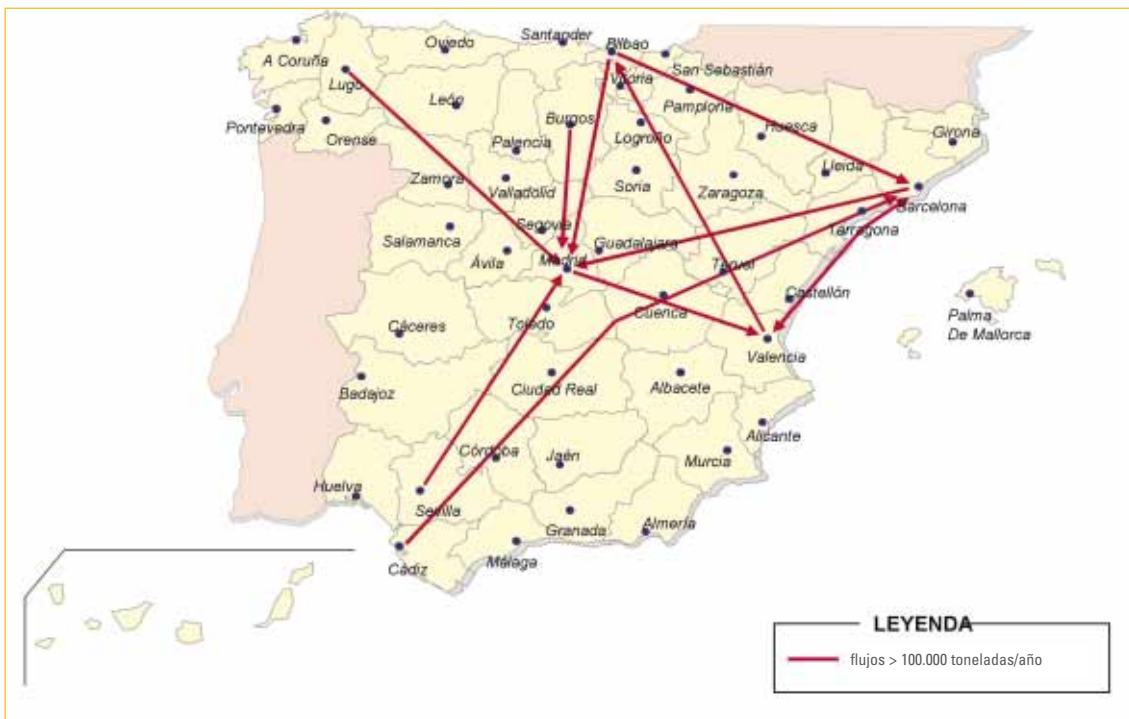 Santander
Bilbao
Oviedo
A Coruña
San Sebastián
Lugo
Vitoria
León
Pamplona
Pontevedra
Burgos
Orense
Palencia
Logroño
Huesca
Girona
Lleida
Zamora
Valladolid
Soria
Zaragoza
Barcelona
Segovia
Tarragona
Salamanca
Ávila
Madrid
Guadalajara
Teruel
Castellón
Cáceres
Toledo
Cuenca
Palma
De Mallorca
Valencia
Badajoz
Ciudad Real
Albacete
Alicante
Córdoba
Jaén
Murcia
Huelva
Sevilla
Granada
Almería
Cádiz
Málaga
LEYENDA
flujos > 100.000 toneladas/año